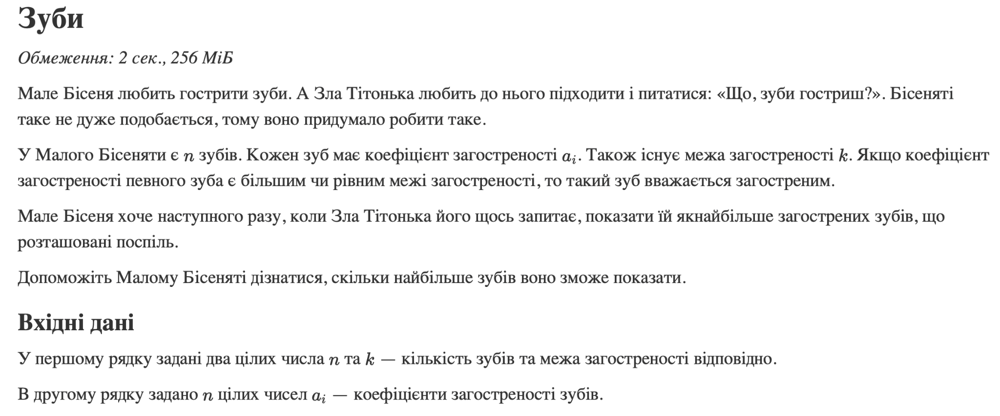 Зуби
Обмеження: 2 сек., 256 МіБ
Мале Бісеня любить гострити зуби. А Зла Тітонька любить до нього підходити і питатися: «Що, зуби гостриш?». Бісеняті
таке не дуже подобається, тому воно придумало робити таке.
У Малого Бісеняти є n зубів. Кожен зуб має коефіцієнт загостреності aᵢ. Також існує межа загостреності k. Якщо коефіцієнт
загостреності певного зуба є більшим чи рівним межі загостреності, то такий зуб вважається загостреним.
Мале Бісеня хоче наступного разу, коли Зла Тітонька його щось запитає, показати їй якнайбільше загострених зубів, що
розташовані поспіль.
Допоможіть Малому Бісеняті дізнатися, скільки найбільше зубів воно зможе показати.
Вхідні дані
У першому рядку задані два цілих числа n та k — кількість зубів та межа загостреності відповідно.
В другому рядку задано n цілих чисел aᵢ — коефіцієнти загостреності зубів.